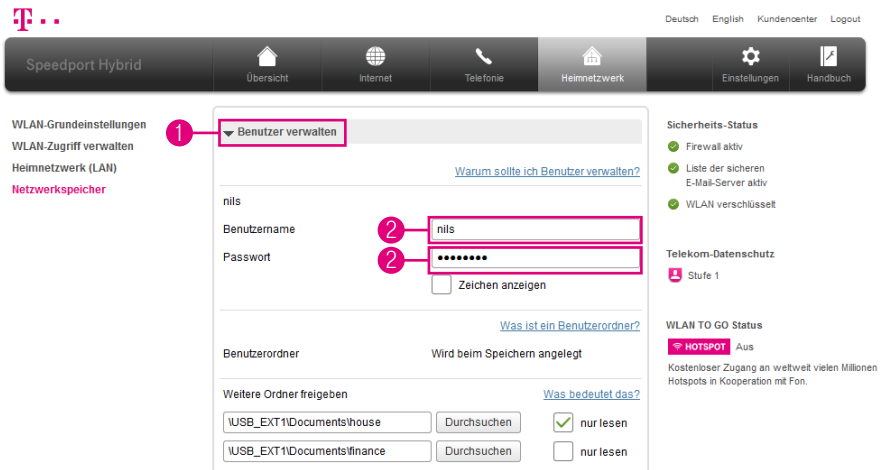 T
Deutsch English Kundencenter Logout
Speedport Hybrid
Übersicht Internet Telefonie Heimnetzwerk Einstellungen Handbuch
WLAN-Grundeinstellungen
WLAN-Zugriff verwalten
Heimnetzwerk (LAN)
Netzwerkspeicher
1 Benutzer verwalten
Warum sollte ich Benutzer verwalten?
nils
Benutzername 2 nils
Passwort 2 ••••••••
Zeichen anzeigen
Was ist ein Benutzerordner?
Benutzerordner Wird beim Speichern angelegt
Weitere Ordner freigeben Was bedeutet das?
\USB_EXT1\Documents\house Durchsuchen nur lesen
\USB_EXT1\Documents\finance Durchsuchen nur lesen
Sicherheits-Status
Firewall aktiv
Liste der sicheren
E-Mail-Server aktiv
WLAN verschlüsselt
Telekom-Datenschutz
Stufe 1
WLAN TO GO Status
HOTSPOT Aus
Kostenloser Zugang an weltweit vielen Millionen
Hotspots in Kooperation mit Fon.